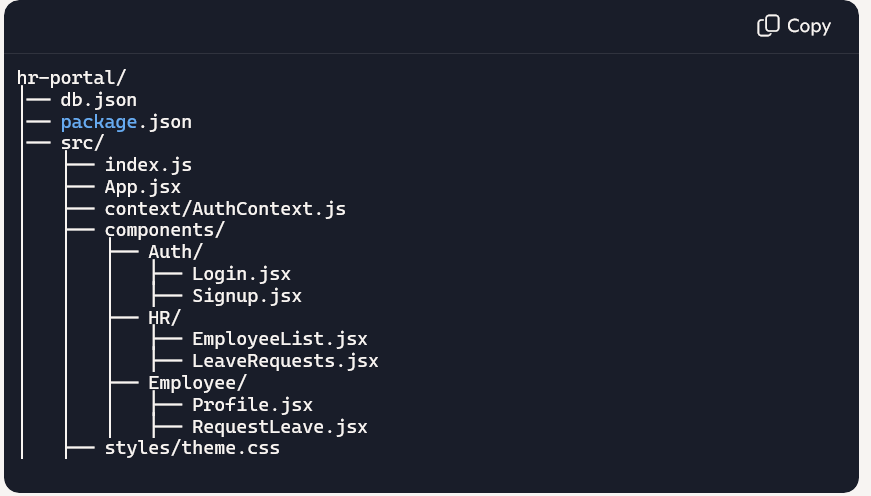 Copy
hr-portal/
db.json
package.json
src/
index.js
App.jsx
context/AuthContext.js
components/
Auth/
Login.jsx
Signup.jsx
HR/
EmployeeList.jsx
LeaveRequests.jsx
Employee/
Profile.jsx
RequestLeave.jsx
styles/theme.css